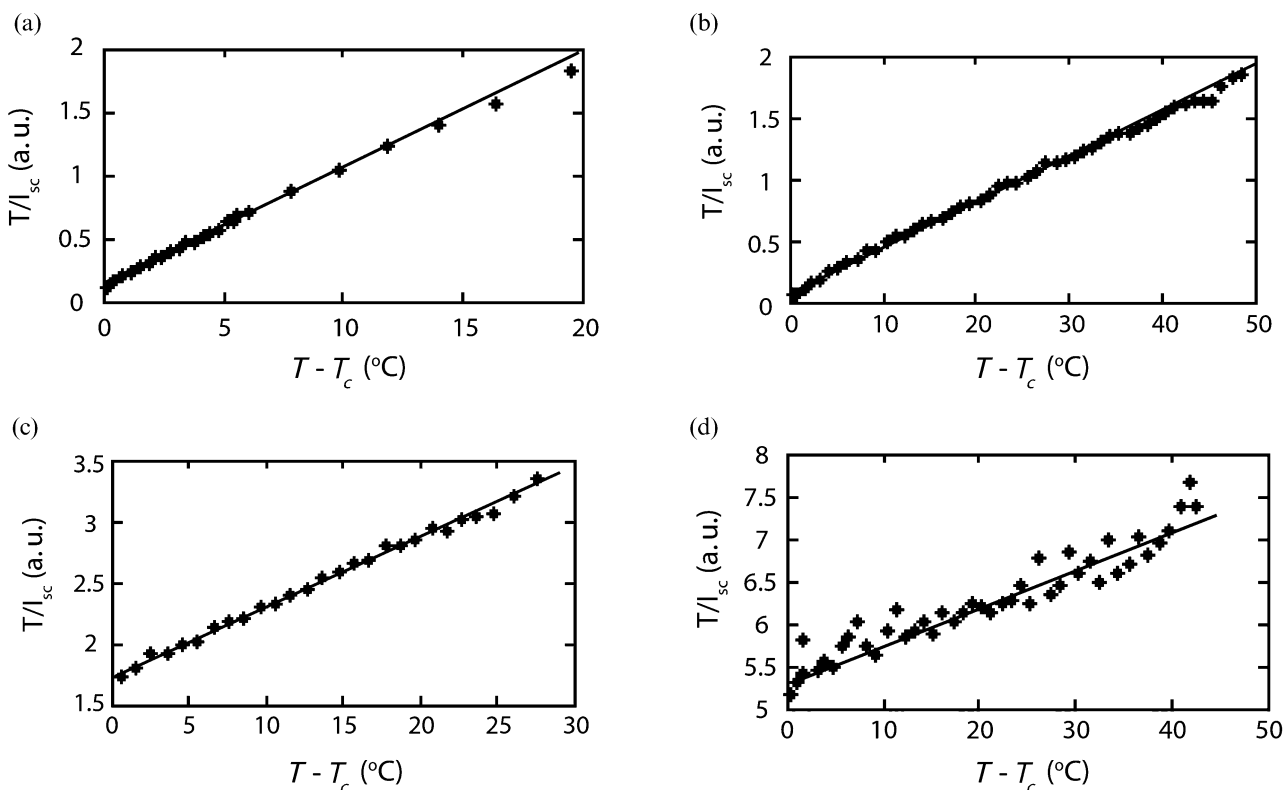 (a)
2
1.5
1
0.5
0
T/I_sc (a. u.)
0 5 10 15 20
T - T_c (°C)
(b)
2
1.5
1
0.5
0
T/I_sc (a. u.)
0 10 20 30 40 50
T - T_c (°C)
(c)
3.5
3
2.5
2
1.5
T/I_sc (a. u.)
0 5 10 15 20 25 30
T - T_c (°C)
(d)
8
7.5
7
6.5
6
5.5
5
T/I_sc (a. u.)
0 10 20 30 40 50
T - T_c (°C)